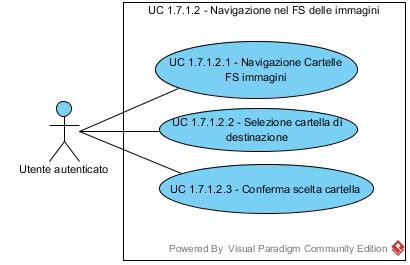 UC 1.7.1.2 - Navigazione nel FS delle immagini
UC 1.7.1.2.1 - Navigazione Cartelle
FS immagini
UC 1.7.1.2.2 - Selezione cartella di
destinazione
Utente autenticato
UC 1.7.1.2.3 - Conferma scelta cartella
Powered By Visual Paradigm Community Edition